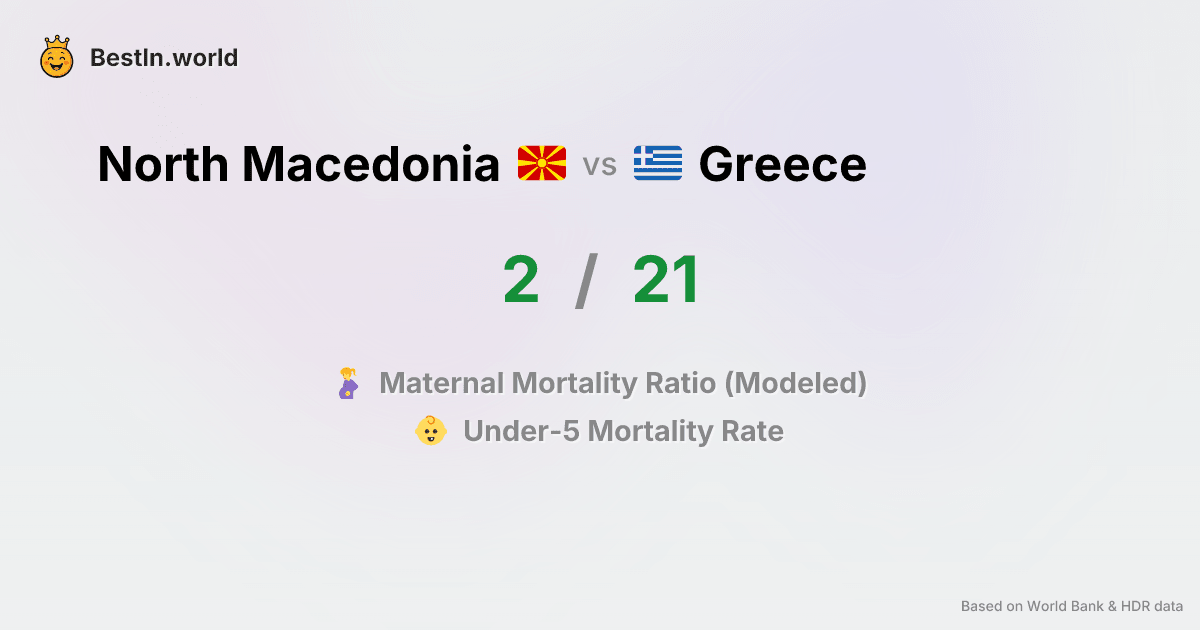 BestIn.world
North Macedonia vs Greece
2 / 21
Maternal Mortality Ratio (Modeled)
Under-5 Mortality Rate
Based on World Bank & HDR data